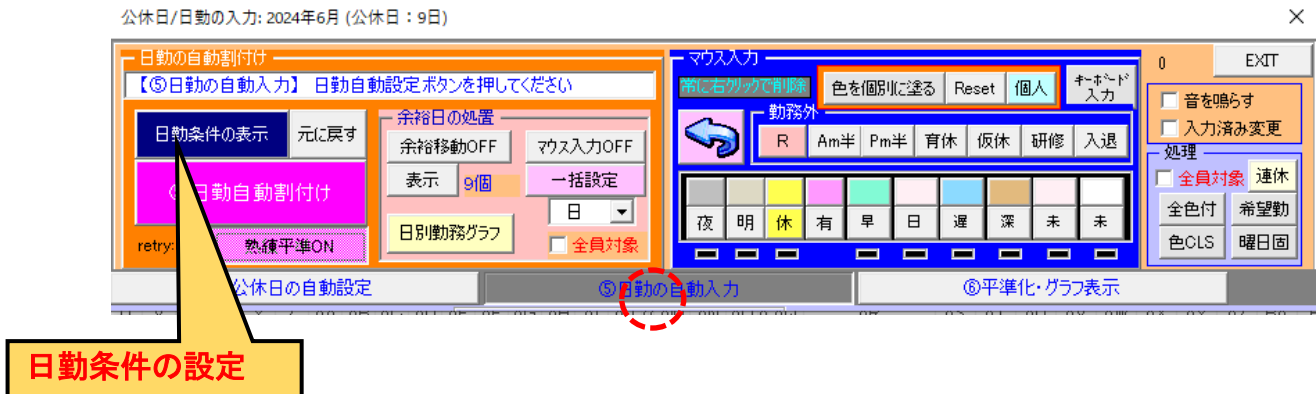 公休日/日勤の入力: 2024年6月 (公休日：9日)
日勤の自動割付け
【⑤日勤の自動入力】 日勤自動設定ボタンを押してください
日勤条件の表示
元に戻す
日勤自動割付け
retry:
熟練平準ON
余裕日の処置
余裕移動OFF
マウス入力OFF
表示
9個
一括設定
日
日別勤務グラフ
全員対象
マウス入力
常に右クリックで削除
色を個別に塗る
Reset
個人
キーボード
入力
勤務外
R Am半 Pm半 育休 仮休 研修 入退
夜 明 休 有 早 日 遅 深 未 未
0
EXIT
音を鳴らす
入力済み変更
処理
全員対象
連休
全色付
希望勤
色CLS
曜日固
公休日の自動設定
⑤日勤の自動入力
⑥平準化・グラフ表示
日勤条件の設定